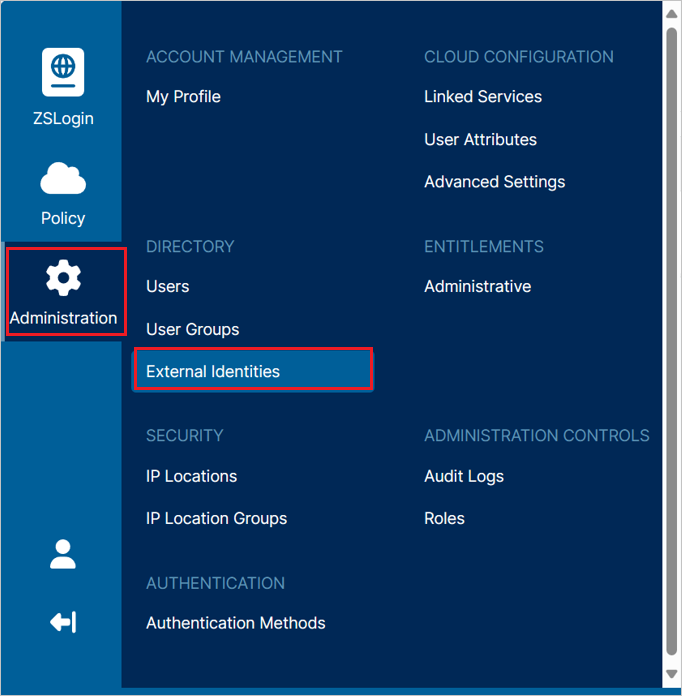 ZSLogin
Policy
Administration
ACCOUNT MANAGEMENT
My Profile
CLOUD CONFIGURATION
Linked Services
User Attributes
Advanced Settings
DIRECTORY
Users
User Groups
External Identities
ENTITLEMENTS
Administrative
SECURITY
IP Locations
IP Location Groups
ADMINISTRATION CONTROLS
Audit Logs
Roles
AUTHENTICATION
Authentication Methods